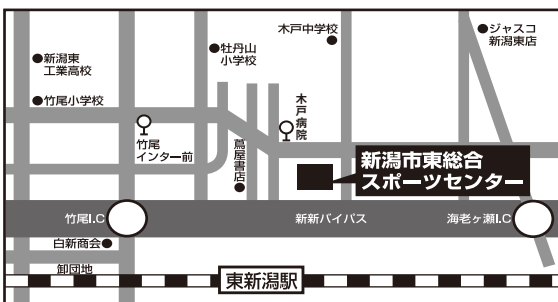 木戸中学校
ジャスコ
新潟東店
牡丹山
小学校
新潟東
工業高校
竹尾小学校
木戸
病院
竹尾
インター前
蔦屋書店
新潟市東総合
スポーツセンター
竹尾I.C
新新バイパス
海老ヶ瀬I.C
白新商会
卸団地
東新潟駅